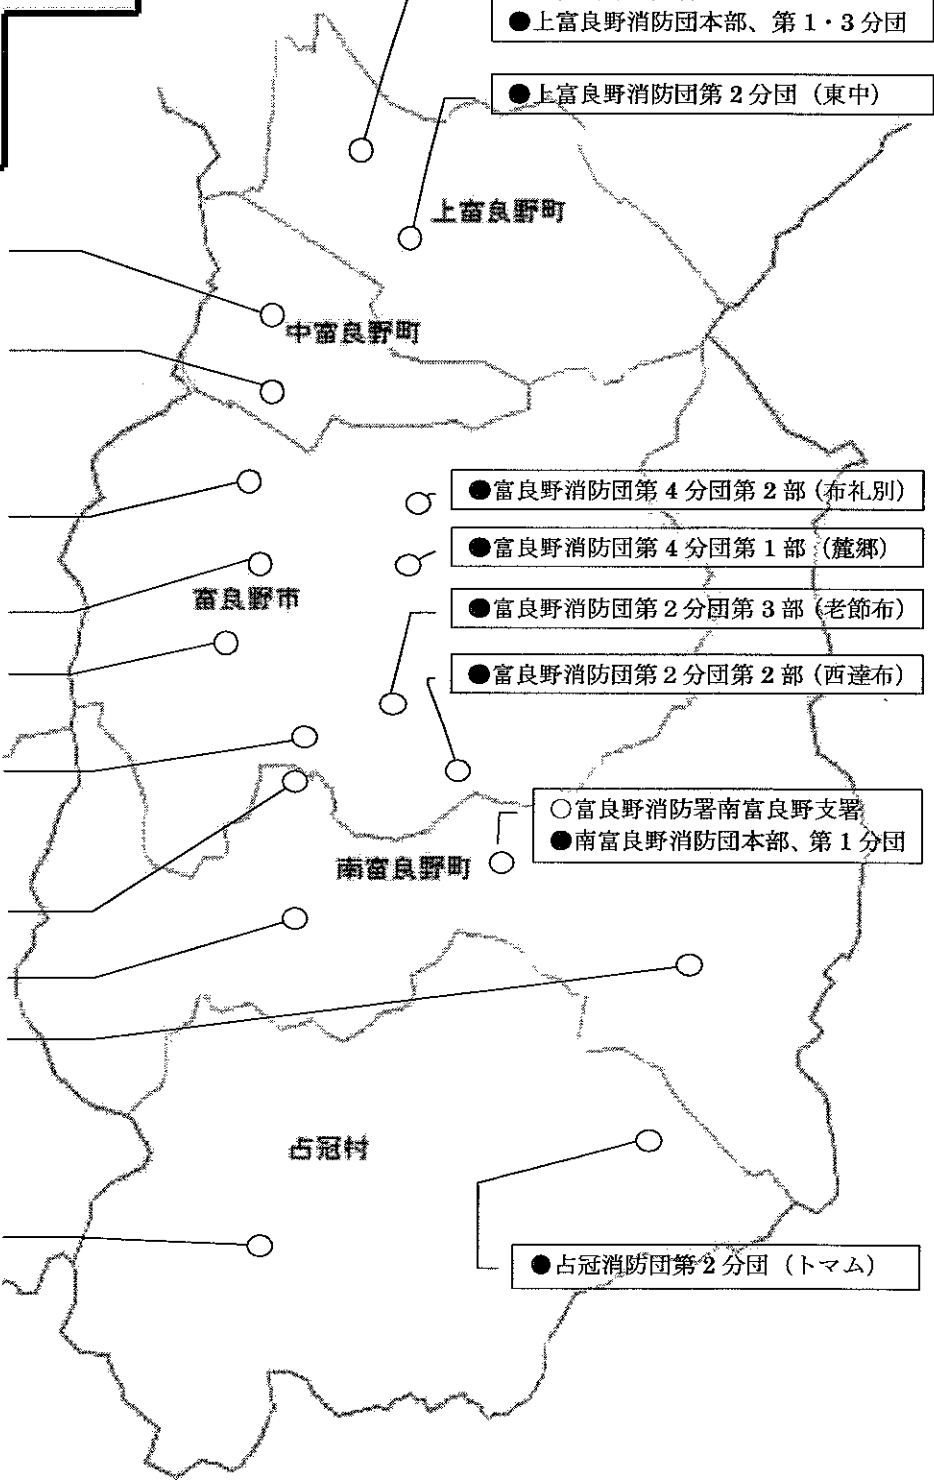 ●上富良野消防団本部、第1・3分団
●上富良野消防団第2分団(東中)
上富良野町
中富良野町
●富良野消防団第4分団第2部(布礼別)
●富良野消防団第4分団第1部(麓郷)
富良野市
●富良野消防団第2分団第3部(老節布)
●富良野消防団第2分団第2部(西達布)
○富良野消防署南富良野支署
●南富良野消防団本部、第1分団
南富良野町
占冠村
●占冠消防団第2分団(トマム)